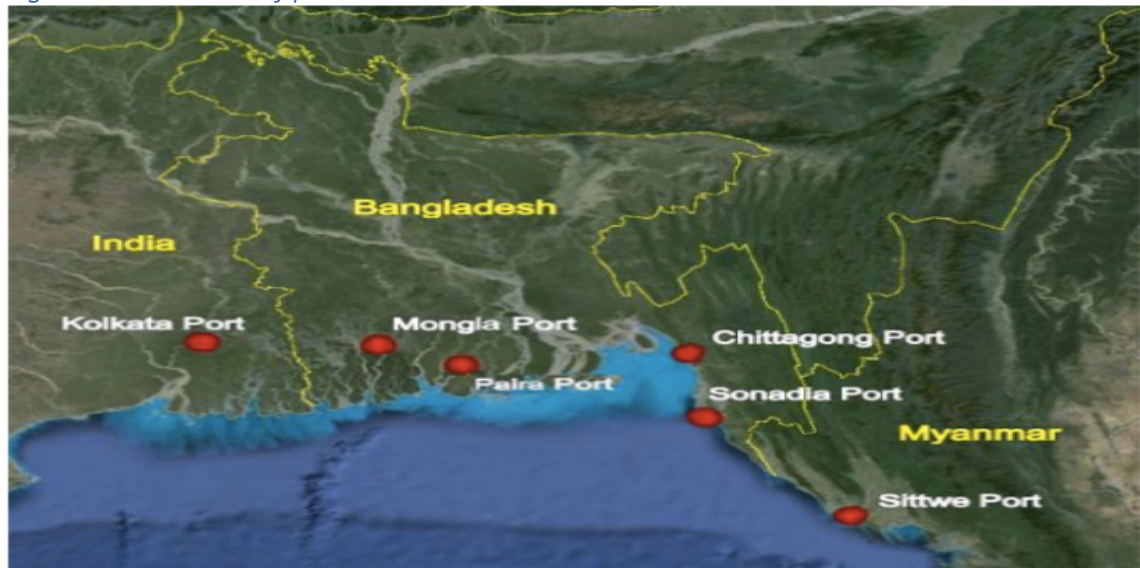 Bangladesh
India
Kolkata Port
Mongla Port
Paira Port
Chittagong Port
Sonadia Port
Myanmar
Sittwe Port